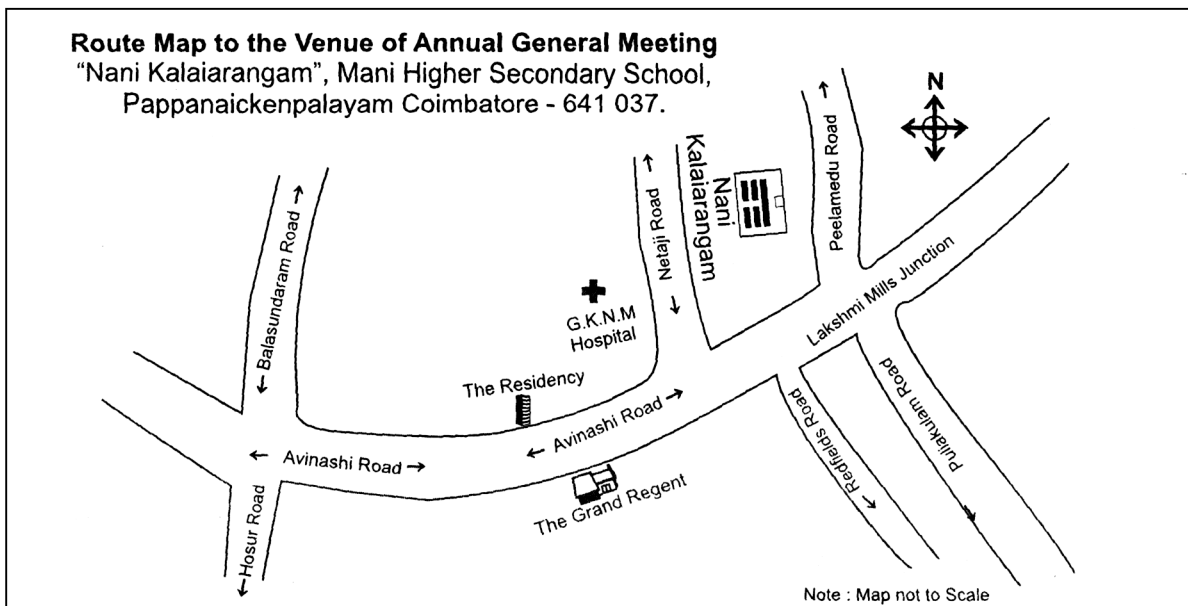 Route Map to the Venue of Annual General Meeting
“Nani Kalaiarangam”, Mani Higher Secondary School,
Pappanaickenpalayam Coimbatore - 641 037.
N
Peelamedu Road
Nani
Kalaiarangam
Netaji Road
Balasundaram Road
G.K.N.M
Hospital
Lakshmi Mills Junction
The Residency
Avinashi Road
Avinashi Road
Redfields Road
Puliakulam Road
The Grand Regent
Hosur Road
Note : Map not to Scale